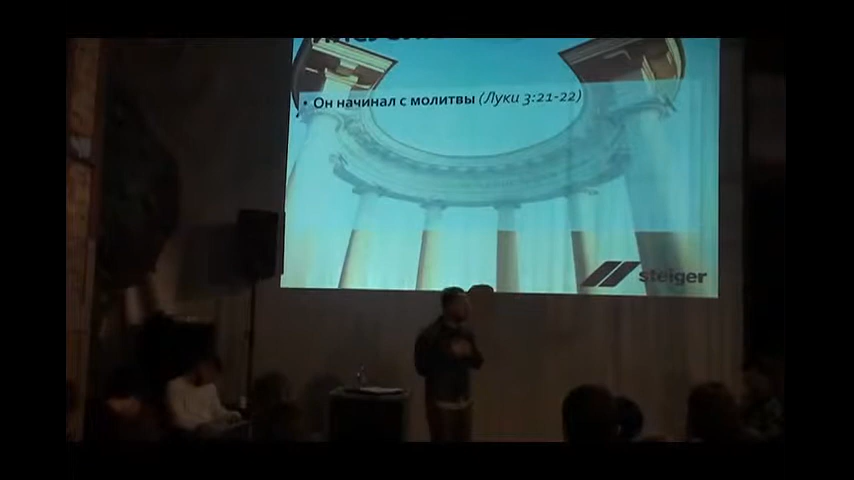 • Он начинал с молитвы (Луки 3:21-22)
steiger